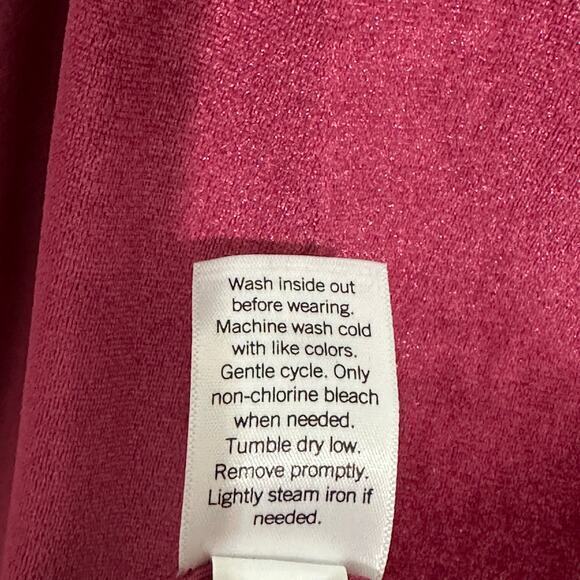 Wash inside out
before wearing.
Machine wash cold
with like colors.
Gentle cycle. Only
non-chlorine bleach
when needed.
Tumble dry low.
Remove promptly.
Lightly steam iron if
needed.